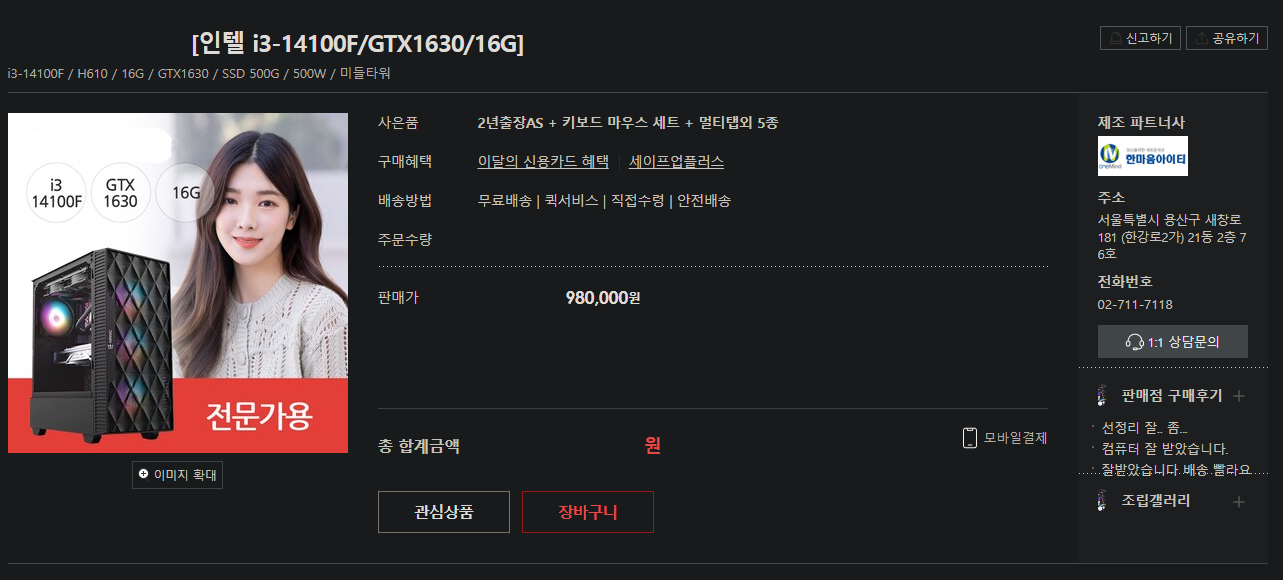 [인텔 i3-14100F/GTX1630/16G]
신고하기
공유하기
i3-14100F / H610 / 16G / GTX1630 / SSD 500G / 500W / 미들타워
i3
14100F
GTX
1630
16G
전문가용
이미지 확대
사은품
2년출장AS + 키보드 마우스 세트 + 멀티탭외 5종
구매혜택
이달의 신용카드 혜택
세이프업플러스
배송방법
무료배송 | 퀵서비스 | 직접수령 | 안전배송
주문수량
판매가
980,000원
총 합계금액
원
모바일결제
관심상품
장바구니
제조 파트너사
oneMind
한마음아이티
주소
서울특별시 용산구 새창로
181 (한강로2가) 21동 2층 7
6호
전화번호
02-711-7118
1:1 상담문의
판매점 구매후기
선정리 잘.. 좀...
컴퓨터 잘 받았습니다.
잘받았습니다 배송 빨라요
조립갤러리